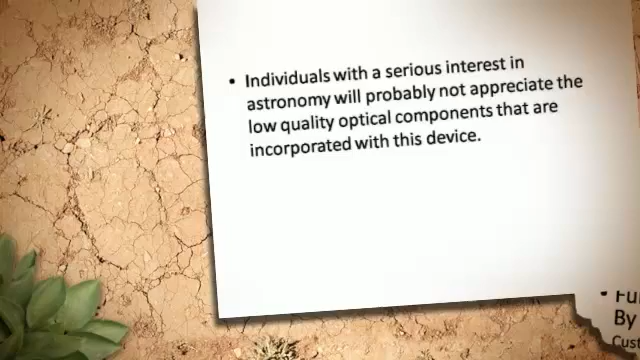 • Individuals with a serious interest in
astronomy will probably not appreciate the
low quality optical components that are
incorporated with this device.
By